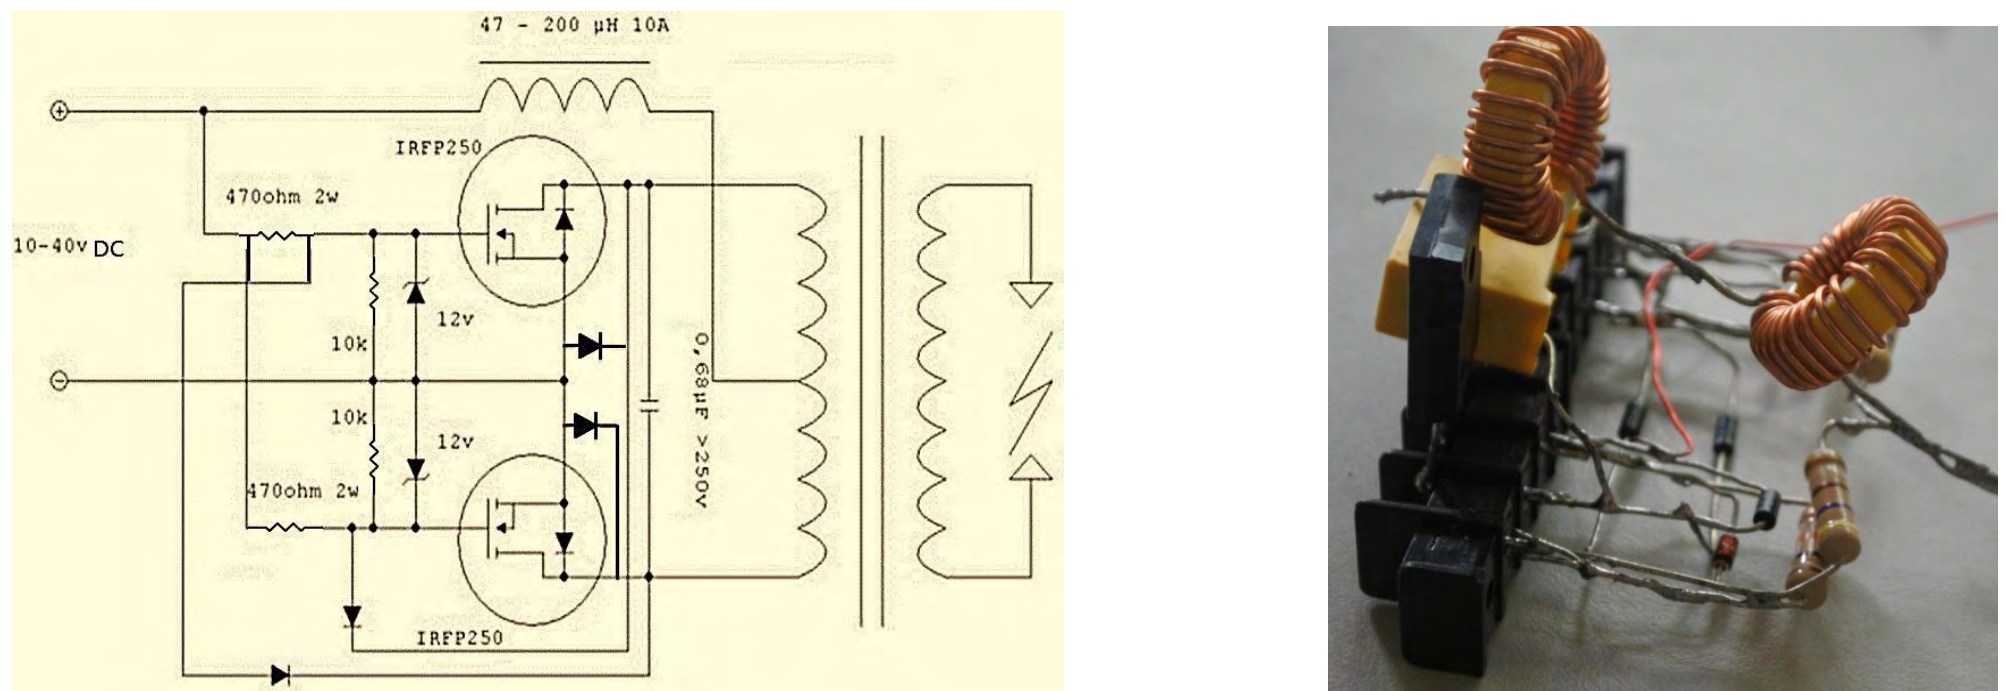 47 - 200 µH 10A
IRFP250
470ohm 2w
10-40v DC
12v
10k
0,68µF >250v
10k
12v
470ohm 2w
IRFP250